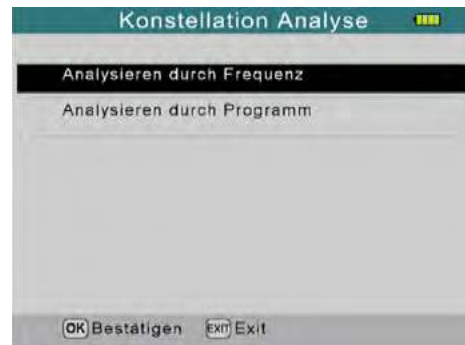 Konstellation Analyse
Analysieren durch Frequenz
Analysieren durch Programm
OK Bestätigen EXIT Exit